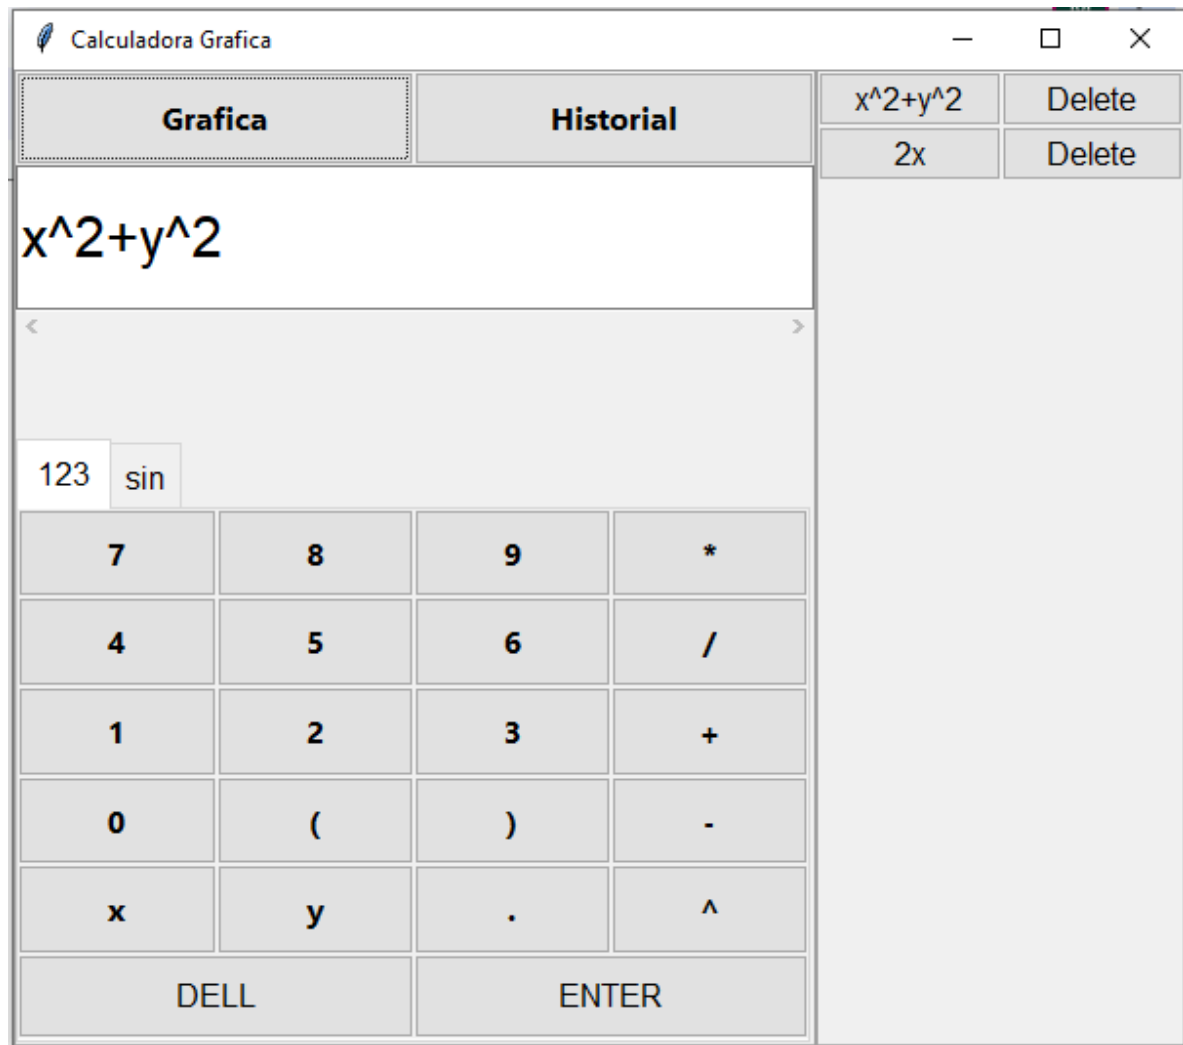 Calculadora Grafica
Grafica Historial
x^2+y^2 Delete
2x Delete
x^2+y^2
123 sin
7 8 9 *
4 5 6 /
1 2 3 +
0 ( ) -
x y . ^
DELL ENTER